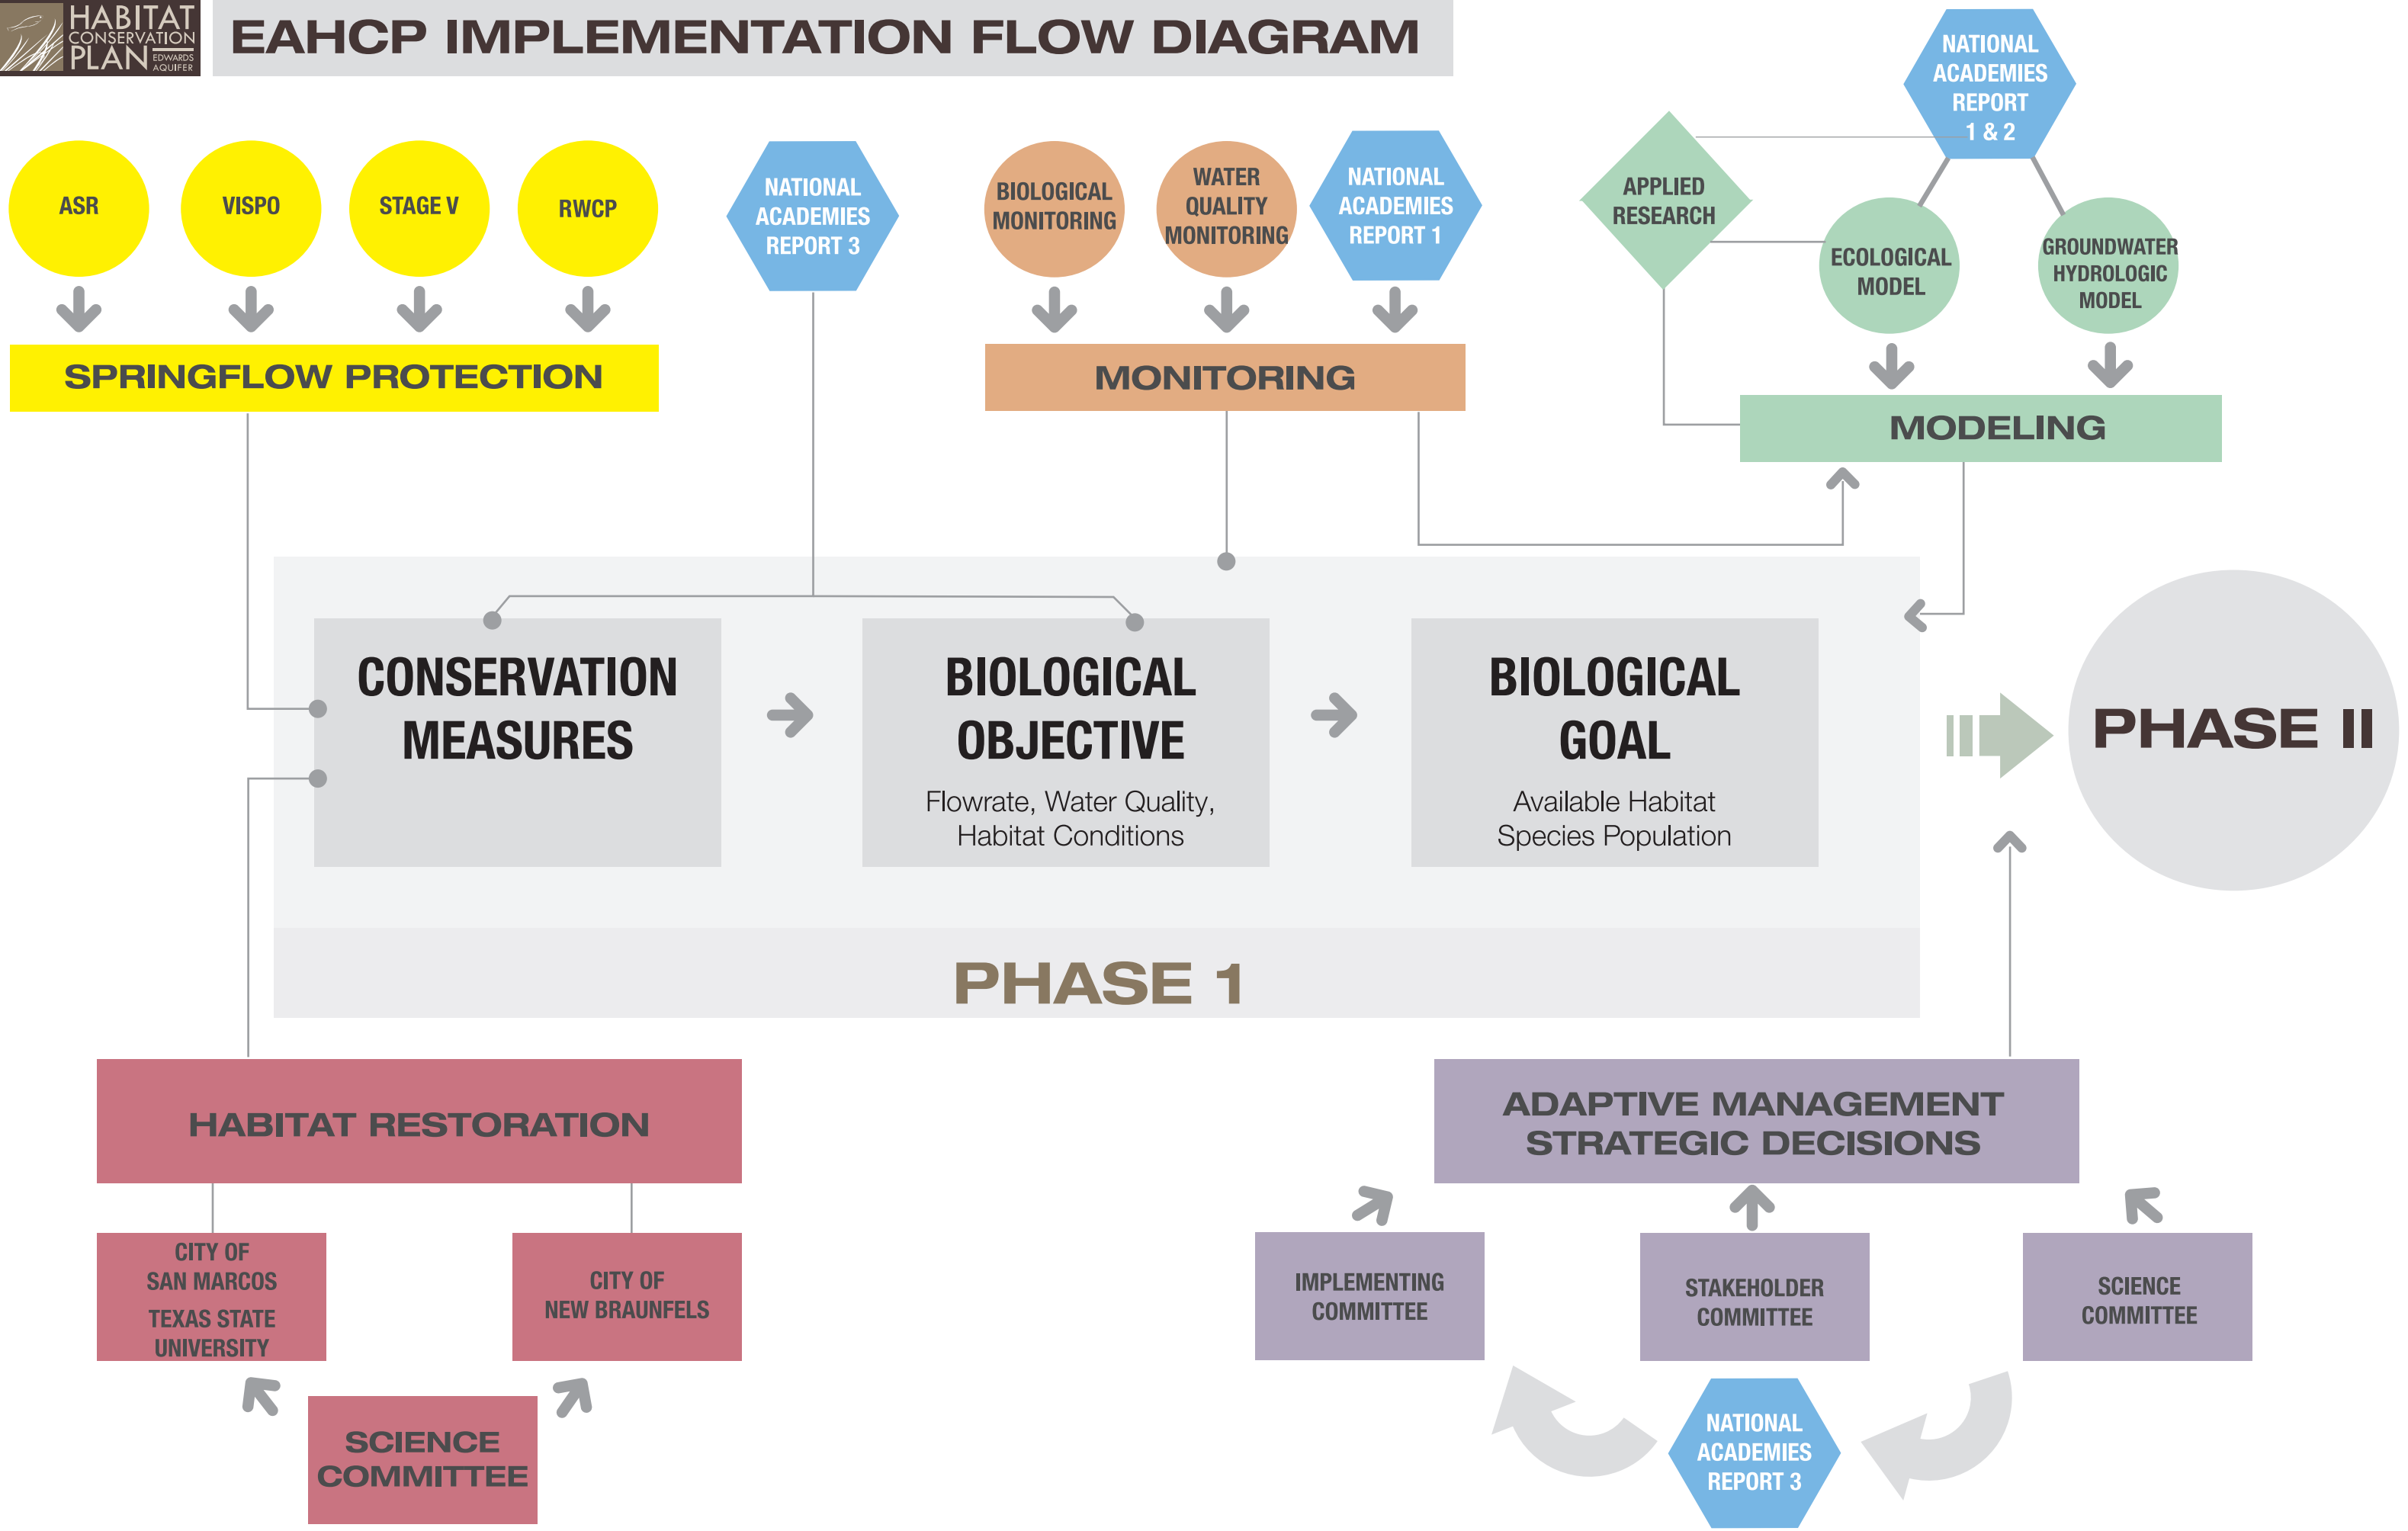 HABITAT
CONSERVATION
PLAN
EDWARDS
AQUIFER
EAHCP IMPLEMENTATION FLOW DIAGRAM
NATIONAL
ACADEMIES
REPORT
1 & 2
ASR
VISPO
STAGE V
RWCP
NATIONAL
ACADEMIES
REPORT 3
BIOLOGICAL
MONITORING
WATER
QUALITY
MONITORING
NATIONAL
ACADEMIES
REPORT 1
APPLIED
RESEARCH
ECOLOGICAL
MODEL
GROUNDWATER
HYDROLOGIC
MODEL
SPRINGFLOW PROTECTION
MONITORING
MODELING
CONSERVATION
MEASURES
BIOLOGICAL
OBJECTIVE
Flowrate, Water Quality,
Habitat Conditions
BIOLOGICAL
GOAL
Available Habitat
Species Population
PHASE II
PHASE 1
HABITAT RESTORATION
ADAPTIVE MANAGEMENT
STRATEGIC DECISIONS
CITY OF
SAN MARCOS
TEXAS STATE
UNIVERSITY
CITY OF
NEW BRAUNFELS
IMPLEMENTING
COMMITTEE
STAKEHOLDER
COMMITTEE
SCIENCE
COMMITTEE
SCIENCE
COMMITTEE
NATIONAL
ACADEMIES
REPORT 3